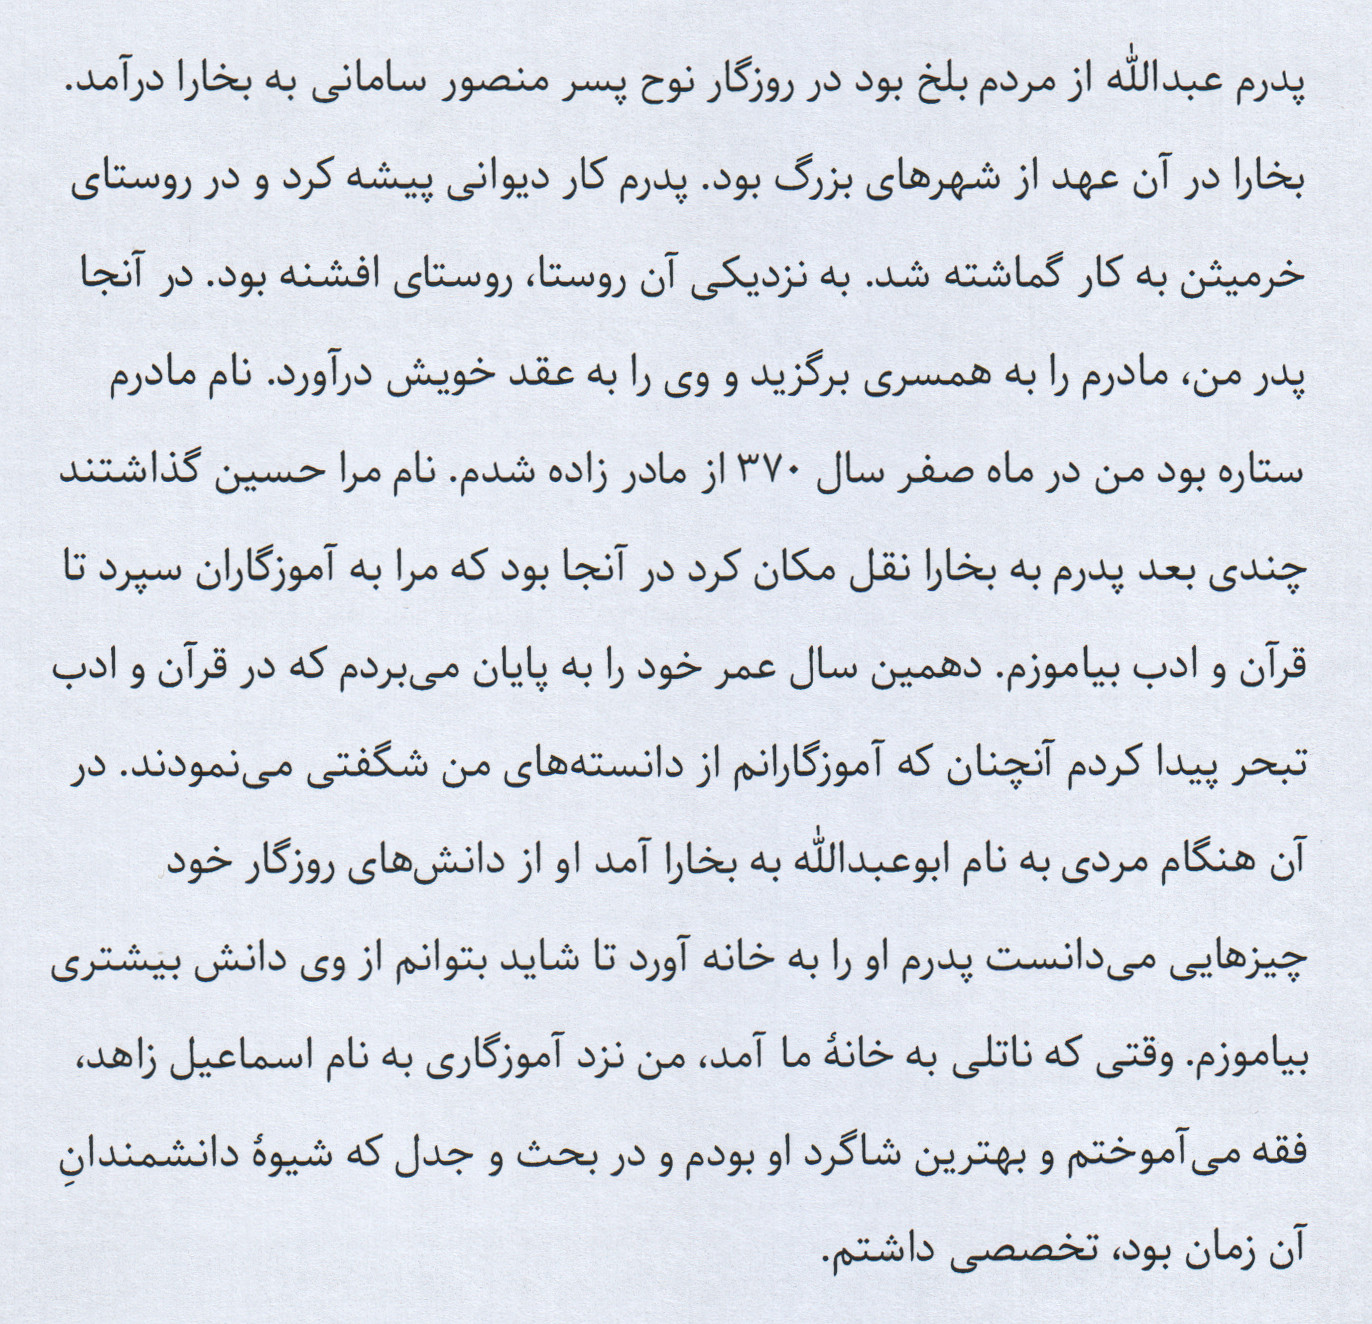 پدرم عبدالله از مردم بلخ بود در روزگار نوح پسر منصور سامانی به بخارا درآمد.
بخارا در آن عهد از شهرهای بزرگ بود. پدرم کار دیوانی پیشه کرد و در روستای
خرمیثن به کار گماشته شد. به نزدیکی آن روستا، روستای افشنه بود. در آنجا
پدر من، مادرم را به همسری برگزید و وی را به عقد خویش درآورد. نام مادرم
ستاره بود من در ماه صفر سال ۳۷۰ از مادر زاده شدم. نام مرا حسین گذاشتند
چندی بعد پدرم به بخارا نقل مکان کرد در آنجا بود که مرا به آموزگاران سپرد تا
قرآن و ادب بیاموزم. دهمین سال عمر خود را به پایان می‌بردم که در قرآن و ادب
تبحر پیدا کردم آنچنان که آموزگارانم از دانسته‌های من شگفتی می‌نمودند. در
آن هنگام مردی به نام ابوعبدالله به بخارا آمد او از دانش‌های روزگار خود
چیزهایی می‌دانست پدرم او را به خانه آورد تا شاید بتوانم از وی دانش بیشتری
بیاموزم. وقتی که ناتلی به خانهٔ ما آمد، من نزد آموزگاری به نام اسماعیل زاهد،
فقه می‌آموختم و بهترین شاگرد او بودم و در بحث و جدل که شیوهٔ دانشمندانِ
آن زمان بود، تخصصی داشتم.